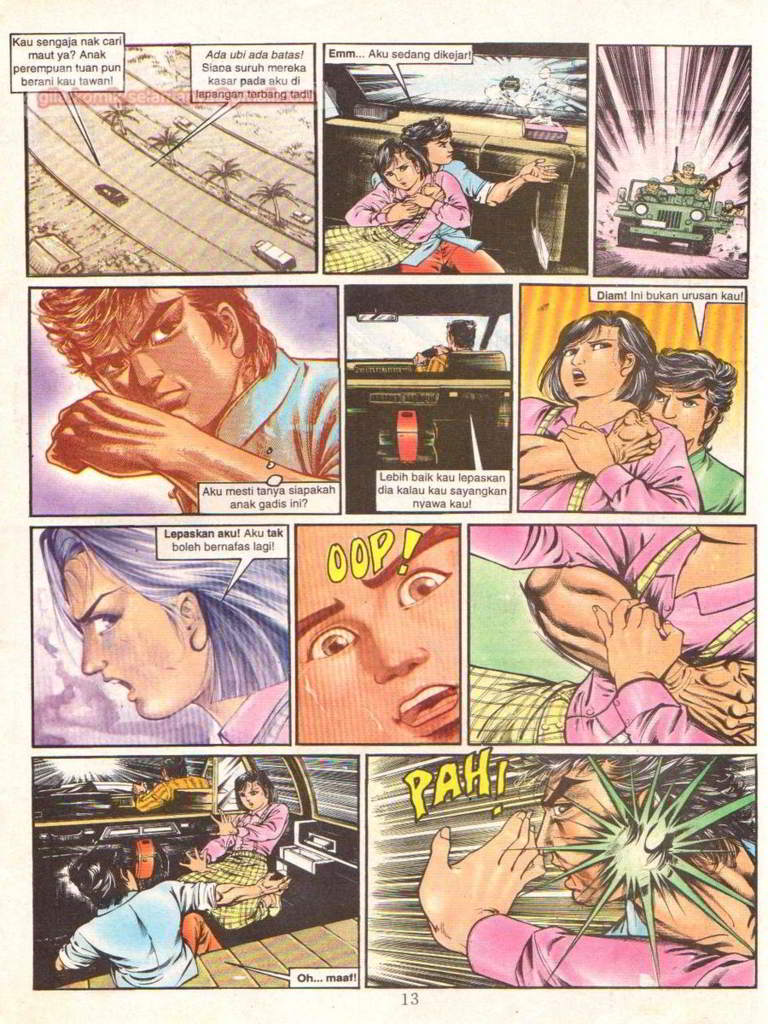 Kau sengaja nak cari
maut ya? Anak
perempuan tuan pun
berani kau tawan!
Ada ubi ada batas!
Siapa suruh mereka
kasar pada aku di
lapangan terbang tadi!
Emm... Aku sedang dikejar!
Aku mesti tanya siapakah
anak gadis ini?
Lebih baik kau lepaskan
dia kalau kau sayangkan
nyawa kau!
Diam! Ini bukan urusan kau!
Lepaskan aku! Aku tak
boleh bernafas lagi!
OOP!
Oh... maaf!
PAH!
13